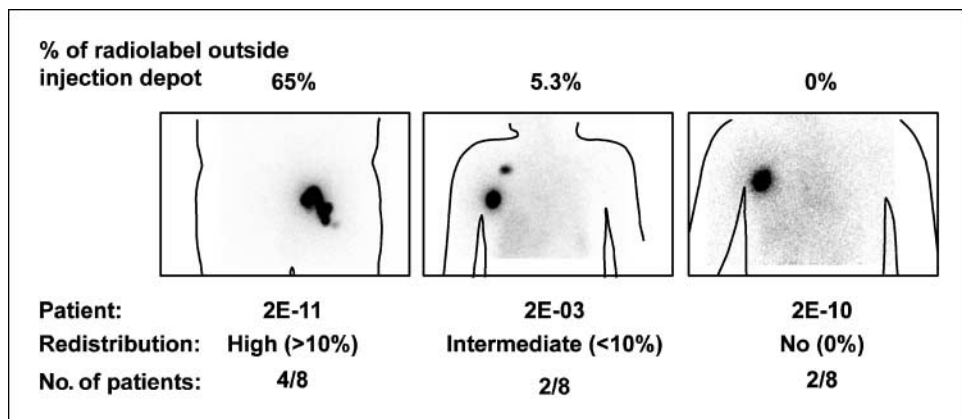 % of radiolabel outside
injection depot 65% 5.3% 0%
Patient: 2E-11 2E-03 2E-10
Redistribution: High (>10%) Intermediate (<10%) No (0%)
No. of patients: 4/8 2/8 2/8